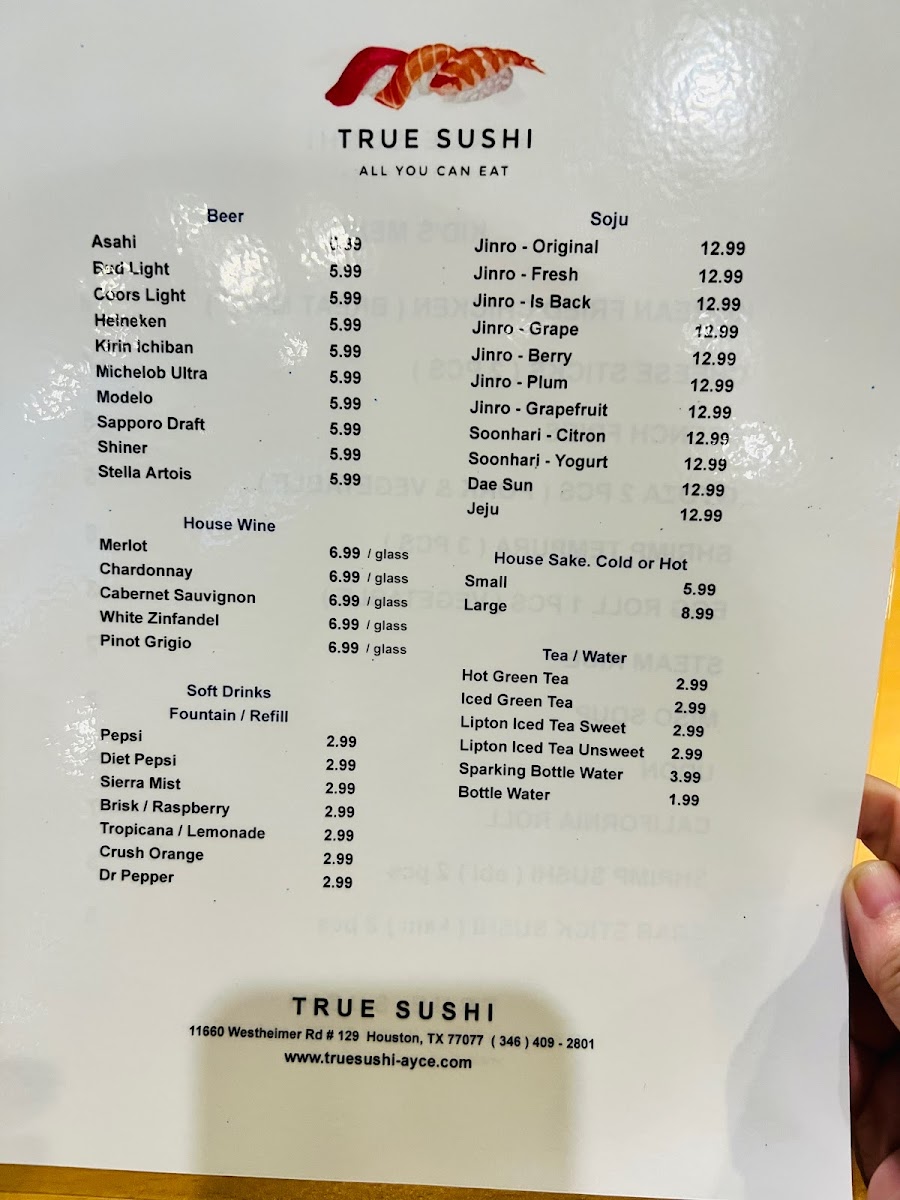 TRUE SUSHI
ALL YOU CAN EAT
Beer
Asahi
Bud Light 5.99
Coors Light 5.99
Heineken 5.99
Kirin Ichiban 5.99
Michelob Ultra 5.99
Modelo 5.99
Sapporo Draft 5.99
Shiner 5.99
Stella Artois 5.99
House Wine
Merlot 6.99 / glass
Chardonnay 6.99 / glass
Cabernet Sauvignon 6.99 / glass
White Zinfandel 6.99 / glass
Pinot Grigio 6.99 / glass
Soft Drinks
Fountain / Refill
Pepsi 2.99
Diet Pepsi 2.99
Sierra Mist 2.99
Brisk / Raspberry 2.99
Tropicana / Lemonade 2.99
Crush Orange 2.99
Dr Pepper 2.99
Soju
Jinro - Original 12.99
Jinro - Fresh 12.99
Jinro - Is Back 12.99
Jinro - Grape 12.99
Jinro - Berry 12.99
Jinro - Plum 12.99
Jinro - Grapefruit 12.99
Soonhari - Citron 12.99
Soonhari - Yogurt 12.99
Dae Sun 12.99
Jeju 12.99
House Sake. Cold or Hot
Small 5.99
Large 8.99
Tea / Water
Hot Green Tea 2.99
Iced Green Tea 2.99
Lipton Iced Tea Sweet 2.99
Lipton Iced Tea Unsweet 2.99
Sparking Bottle Water 3.99
Bottle Water 1.99
TRUE SUSHI
11660 Westheimer Rd # 129 Houston, TX 77077 ( 346 ) 409 - 2801
www.truesushi-ayce.com